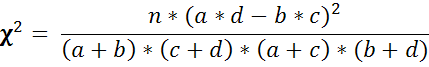 χ² = n * (a * d − b * c)² / (a + b) * (c + d) * (a + c) * (b + d)